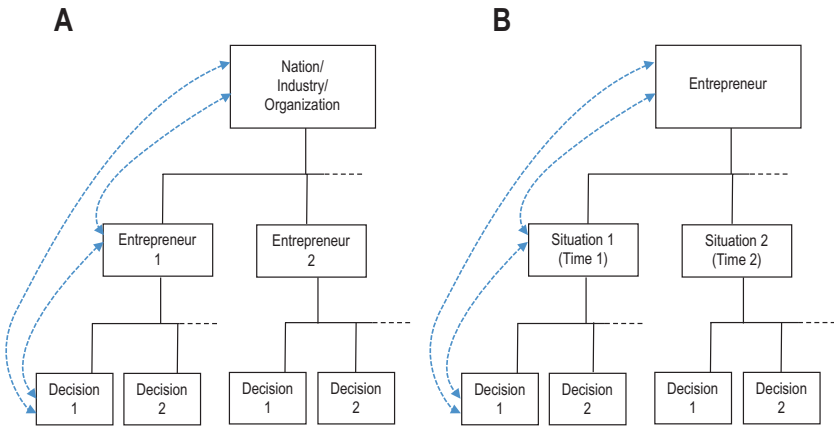 A
Nation/
Industry/
Organization
Entrepreneur
1
Entrepreneur
2
Decision
1
Decision
2
Decision
1
Decision
2
B
Entrepreneur
Situation 1
(Time 1)
Situation 2
(Time 2)
Decision
1
Decision
2
Decision
1
Decision
2